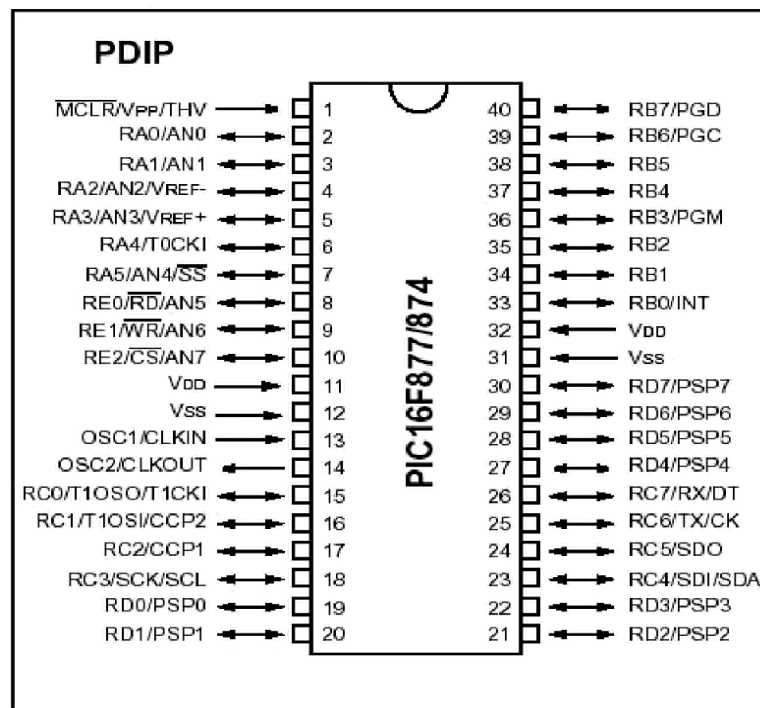 PDIP
MCLR/VPP/THV 1 40 RB7/PGD
RA0/AN0 2 39 RB6/PGC
RA1/AN1 3 38 RB5
RA2/AN2/VREF- 4 37 RB4
RA3/AN3/VREF+ 5 36 RB3/PGM
RA4/T0CKI 6 35 RB2
RA5/AN4/SS 7 34 RB1
RE0/RD/AN5 8 33 RB0/INT
RE1/WR/AN6 9 32 VDD
RE2/CS/AN7 10 31 VSS
VDD 11 30 RD7/PSP7
VSS 12 29 RD6/PSP6
OSC1/CLKIN 13 28 RD5/PSP5
OSC2/CLKOUT 14 27 RD4/PSP4
RC0/T1OSO/T1CKI 15 26 RC7/RX/DT
RC1/T1OSI/CCP2 16 25 RC6/TX/CK
RC2/CCP1 17 24 RC5/SDO
RC3/SCK/SCL 18 23 RC4/SDI/SDA
RD0/PSP0 19 22 RD3/PSP3
RD1/PSP1 20 21 RD2/PSP2
PIC16F877/874